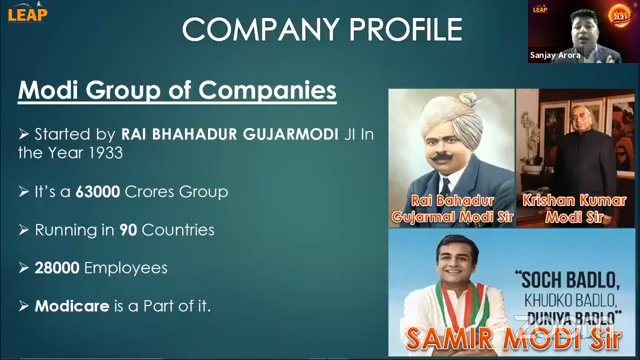 LEAP
COMPANY PROFILE
LEAP
Sanjay Arora
Modi Group of Companies
➢ Started by RAI BHAHADUR GUJARMODI JI In
the Year 1933
➢ It's a 63000 Crores Group
➢ Running in 90 Countries
➢ 28000 Employees
➢ Modicare is a Part of it.
Rai Bahadur
Gujarmal Modi Sir
Krishan Kumar
Modi Sir
“SOCH BADLO,
KHUDKO BADLO,
DUNIYA BADLO”
SAMIR MODI Sir